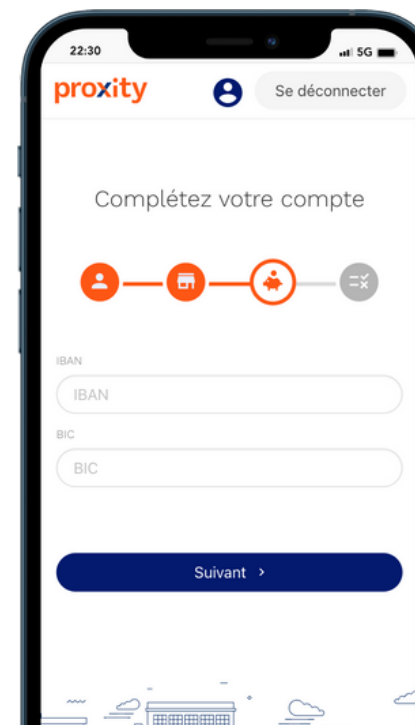 22:30
5G
proxity
Se déconnecter
Complétez votre compte
IBAN
IBAN
BIC
BIC
Suivant >